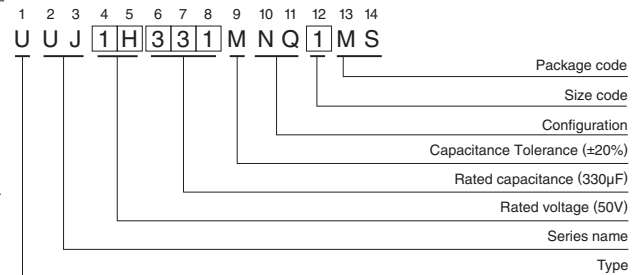 1 2 3 4 5 6 7 8 9 10 11 12 13 14
U U J 1 H 3 3 1 M N Q 1 M S
Package code
Size code
Configuration
Capacitance Tolerance (±20%)
Rated capacitance (330µF)
Rated voltage (50V)
Series name
Type